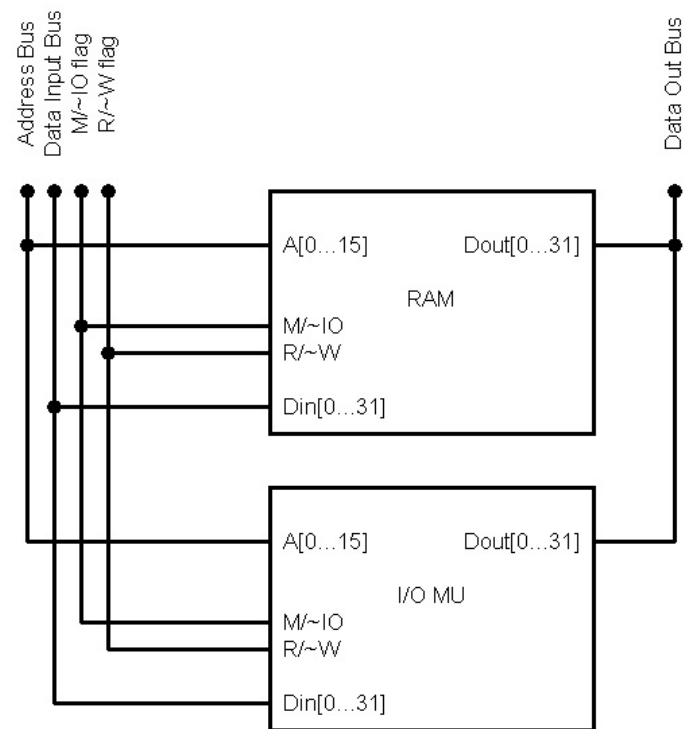 Address Bus
Data Input Bus
M/~IO flag
R/~W flag
Data Out Bus
A[0...15]
Dout[0...31]
RAM
M/~IO
R/~W
Din[0...31]
A[0...15]
Dout[0...31]
I/O MU
M/~IO
R/~W
Din[0...31]